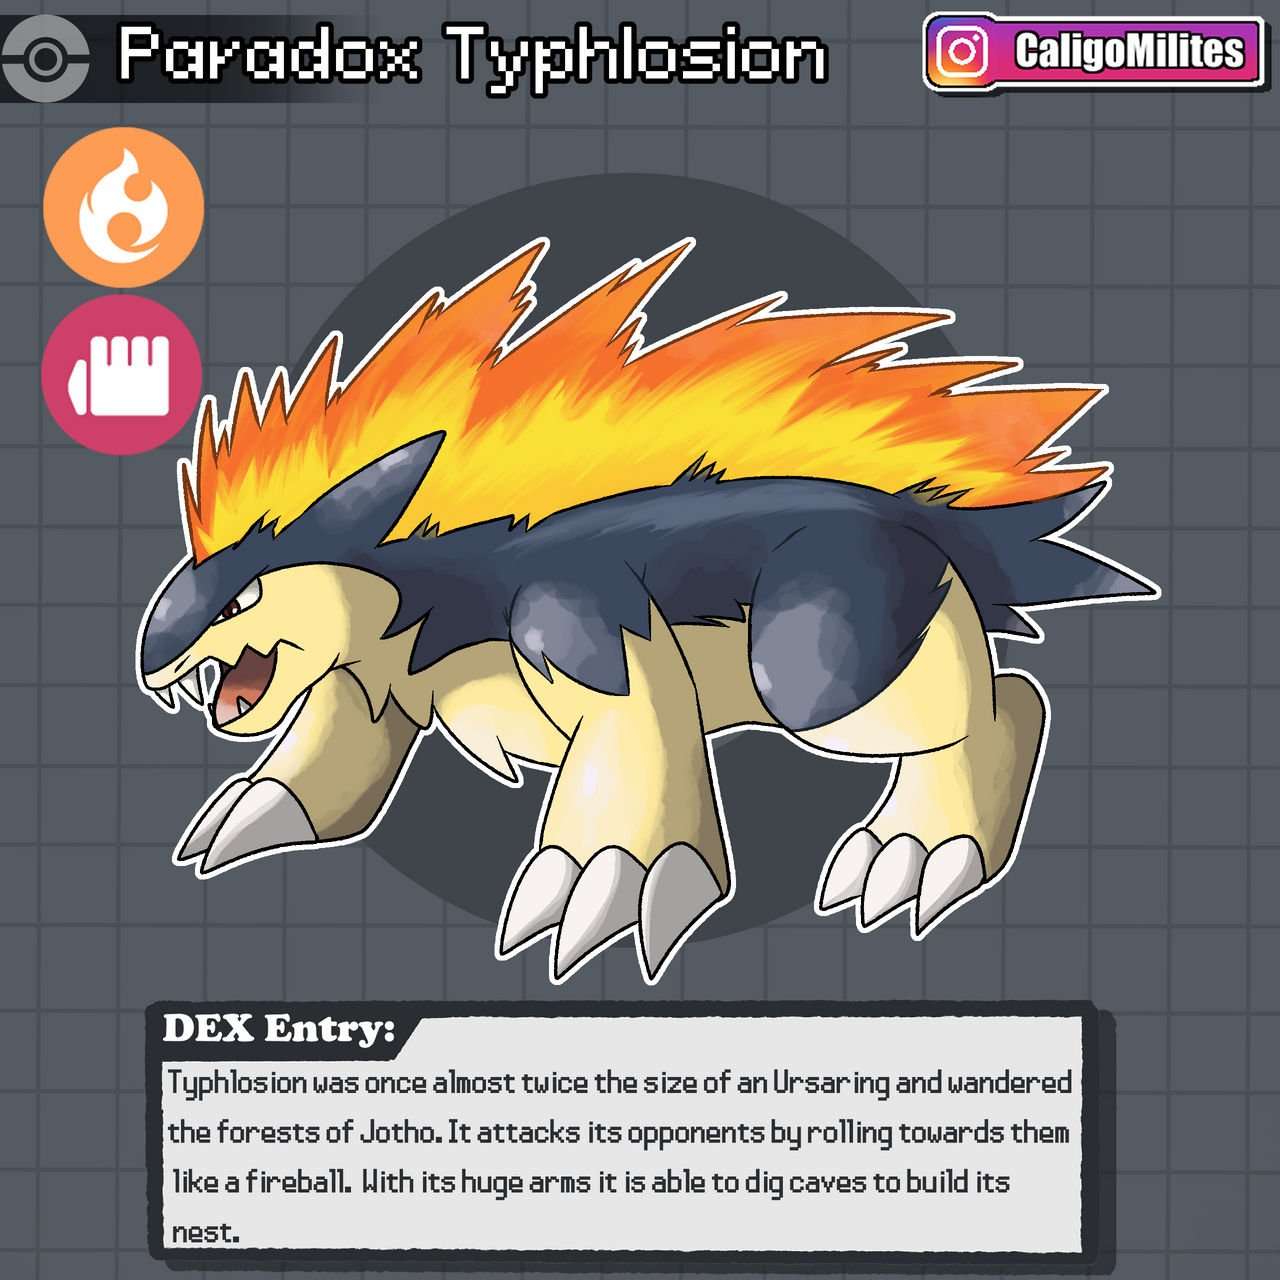 Paradox Typhlosion
CaligoMilites
DEX Entry:
Typhlosion was once almost twice the size of an Ursaring and wandered
the forests of Jotho. It attacks its opponents by rolling towards them
like a fireball. With its huge arms it is able to dig caves to build its
nest.